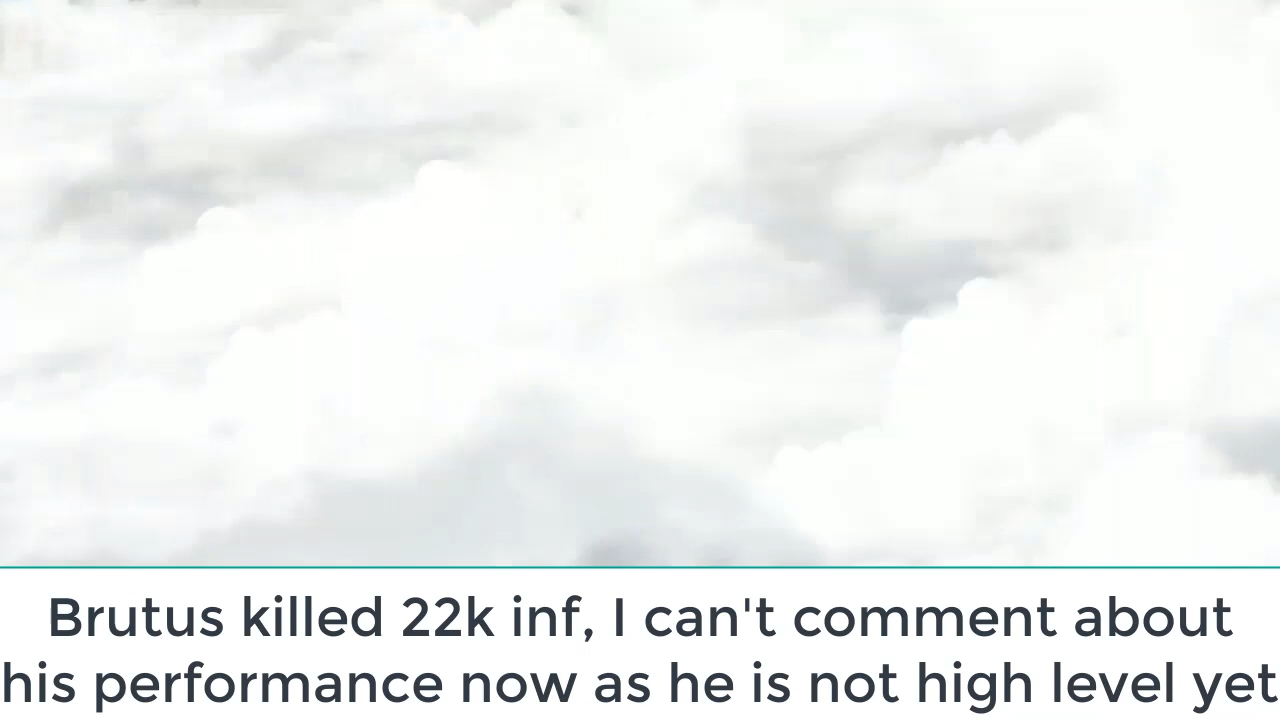 Brutus killed 22k inf, I can't comment about
his performance now as he is not high level yet